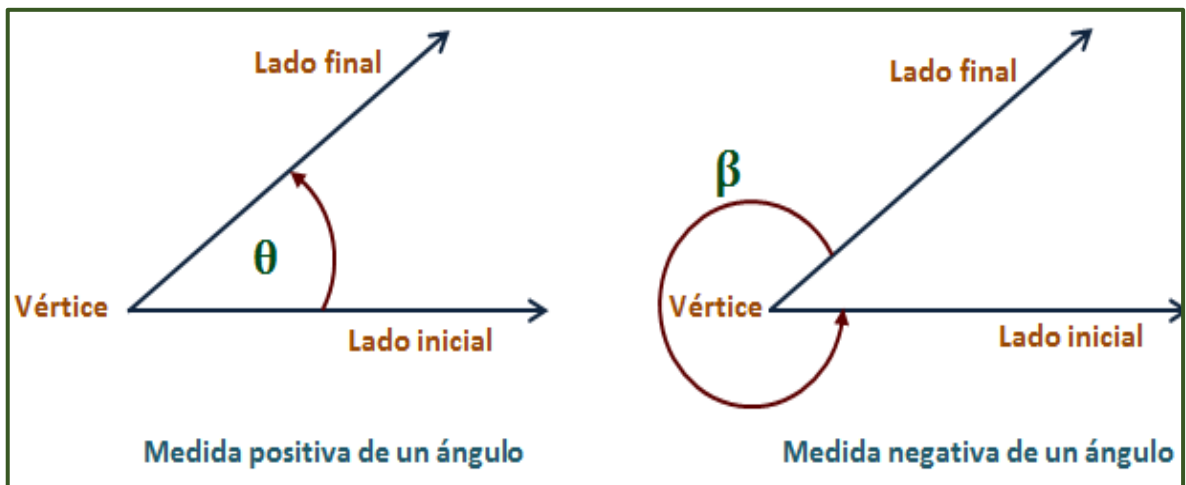 Lado final
θ
Vértice
Lado inicial
Medida positiva de un ángulo
Lado final
β
Vértice
Lado inicial
Medida negativa de un ángulo